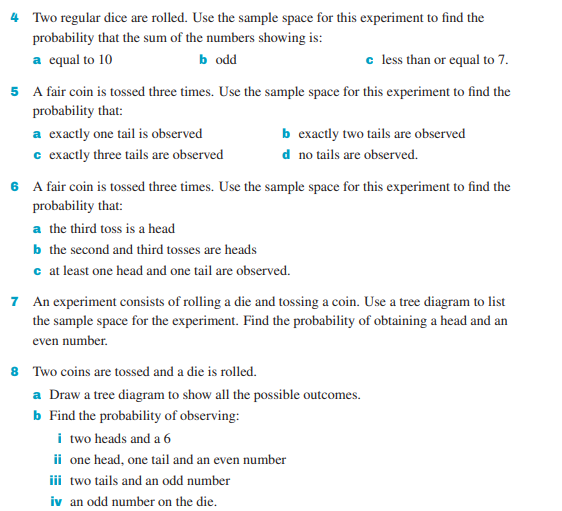 4 Two regular dice are rolled. Use the sample space for this experiment to find the
probability that the sum of the numbers showing is:
a equal to 10 b odd c less than or equal to 7.
5 A fair coin is tossed three times. Use the sample space for this experiment to find the
probability that:
a exactly one tail is observed b exactly two tails are observed
c exactly three tails are observed d no tails are observed.
6 A fair coin is tossed three times. Use the sample space for this experiment to find the
probability that:
a the third toss is a head
b the second and third tosses are heads
c at least one head and one tail are observed.
7 An experiment consists of rolling a die and tossing a coin. Use a tree diagram to list
the sample space for the experiment. Find the probability of obtaining a head and an
even number.
8 Two coins are tossed and a die is rolled.
a Draw a tree diagram to show all the possible outcomes.
b Find the probability of observing:
i two heads and a 6
ii one head, one tail and an even number
iii two tails and an odd number
iv an odd number on the die.